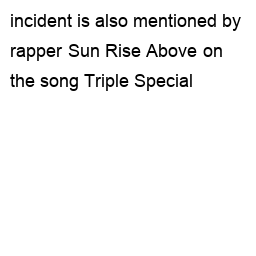 incident is also mentioned by
rapper Sun Rise Above on
the song Triple Special